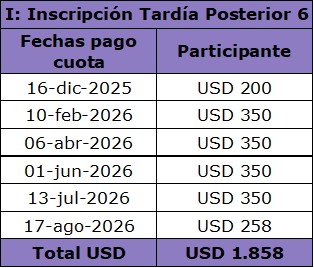 I: Inscripción Tardía Posterior 6
Fechas pago cuota Participante
16-dic-2025 USD 200
10-feb-2026 USD 350
06-abr-2026 USD 350
01-jun-2026 USD 350
13-jul-2026 USD 350
17-ago-2026 USD 258
Total USD USD 1.858